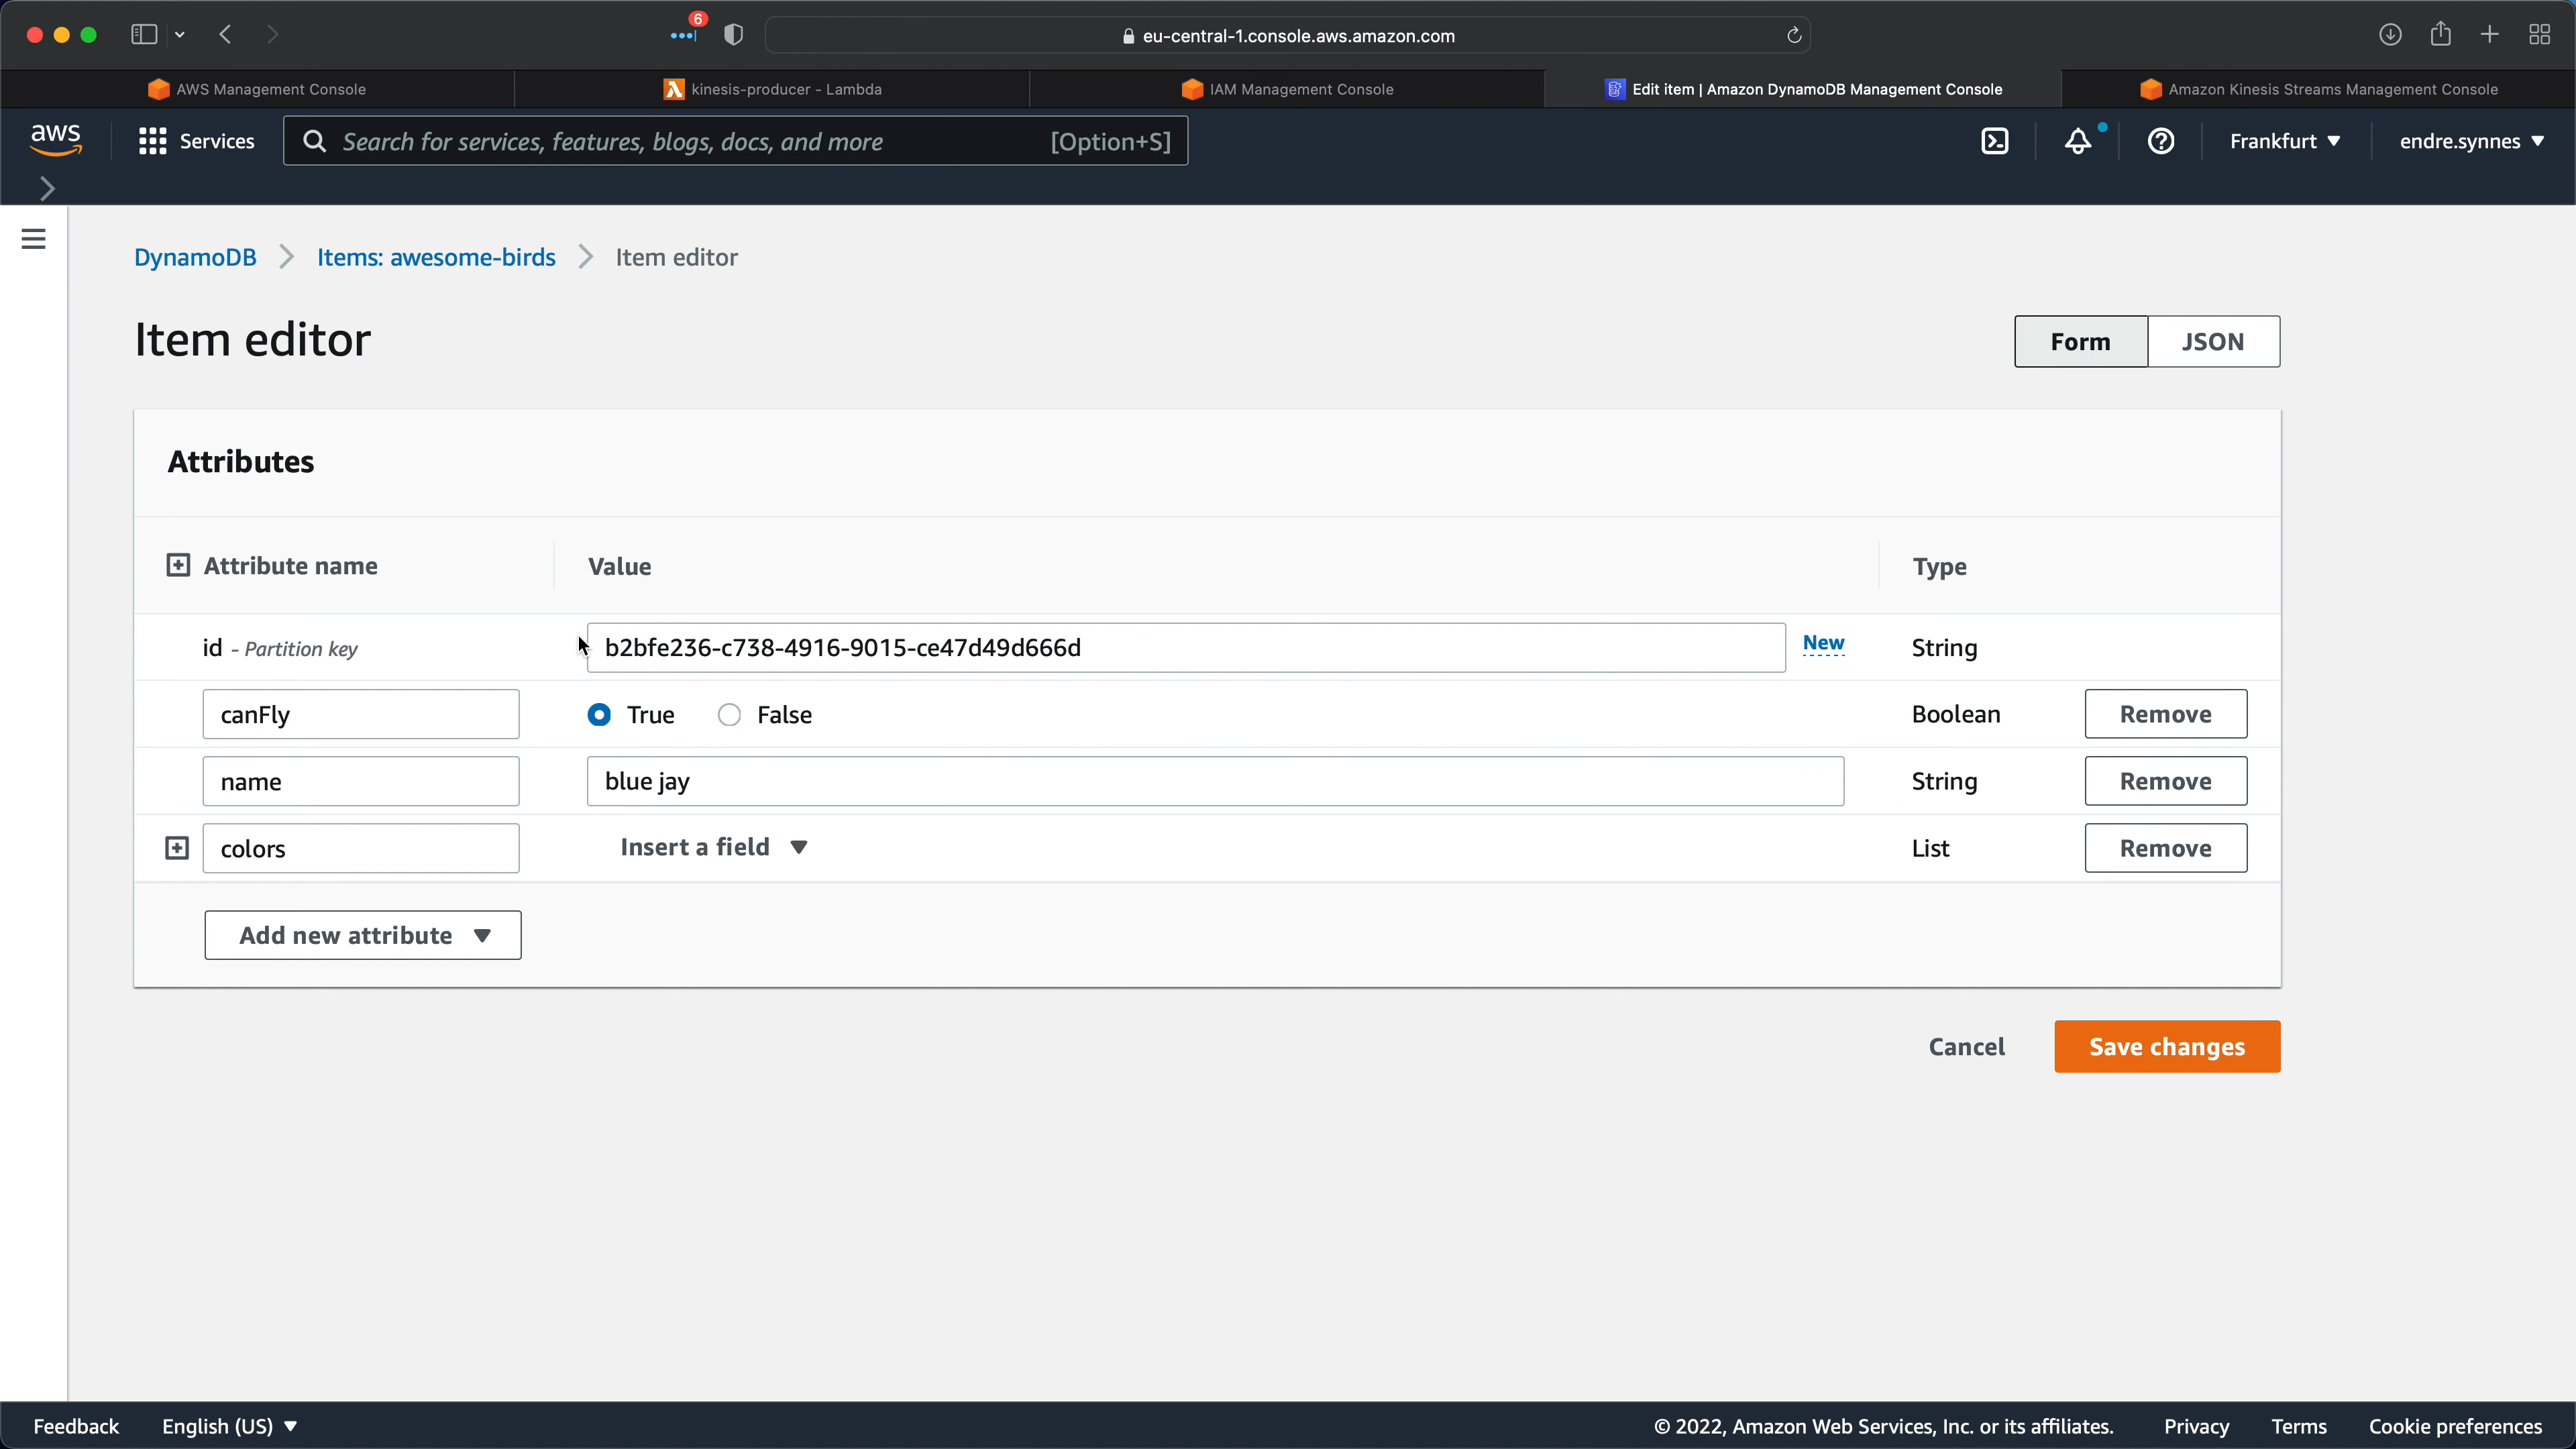 6
eu-central-1.console.aws.amazon.com
AWS Management Console
kinesis-producer - Lambda
IAM Management Console
Edit item | Amazon DynamoDB Management Console
Amazon Kinesis Streams Management Console
aws
Services
Search for services, features, blogs, docs, and more
[Option+S]
Frankfurt
endre.synnes
DynamoDB
Items: awesome-birds
Item editor
Item editor
Form
JSON
Attributes
Attribute name
Value
Type
id - Partition key
b2bfe236-c738-4916-9015-ce47d49d666d
New
String
canFly
True
False
Boolean
Remove
name
blue jay
String
Remove
colors
Insert a field
List
Remove
Add new attribute
Cancel
Save changes
Feedback
English (US)
© 2022, Amazon Web Services, Inc. or its affiliates.
Privacy
Terms
Cookie preferences